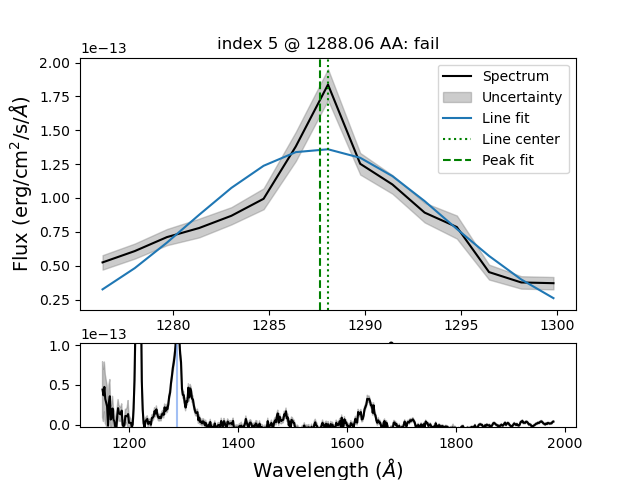 index 5 @ 1288.06 AA: fail
1e−13
2.00
1.75
1.50
1.25
1.00
0.75
0.50
0.25
Flux (erg/cm²/s/Å)
Spectrum
Uncertainty
Line fit
Line center
Peak fit
1280
1285
1290
1295
1300
1e−13
1.0
0.5
0.0
1200
1400
1600
1800
2000
Wavelength (Å)